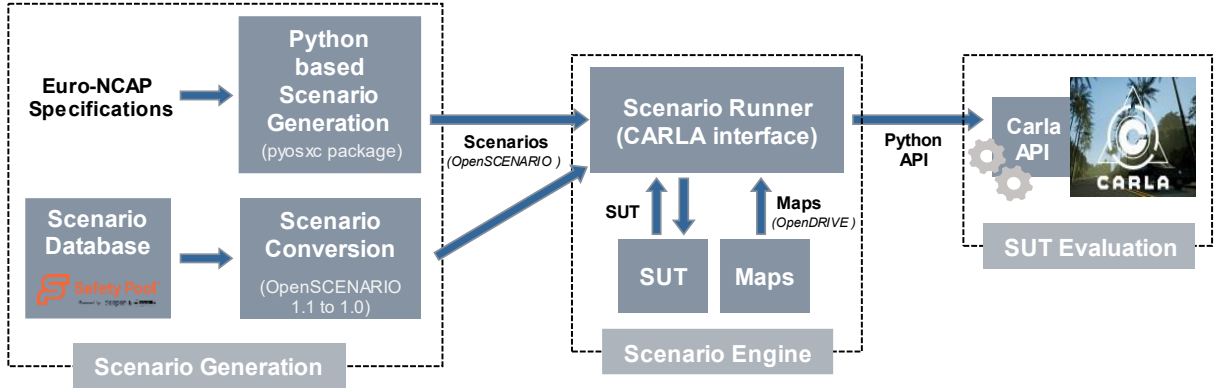 Euro-NCAP
Specifications
Python
based
Scenario
Generation
(pyosxc package)
Scenario
Database
Safety Pool
Scenario
Conversion
(OpenSCENARIO
1.1 to 1.0)
Scenario Generation
Scenarios
(OpenSCENARIO)
Scenario Runner
(CARLA interface)
SUT
Maps
(OpenDRIVE)
SUT
Maps
Scenario Engine
Python
API
Carla
API
CARLA
SUT Evaluation